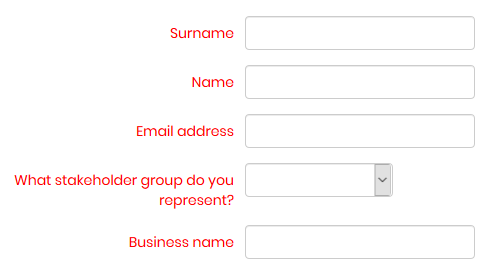 Surname
Name
Email address
What stakeholder group do you
represent?
Business name